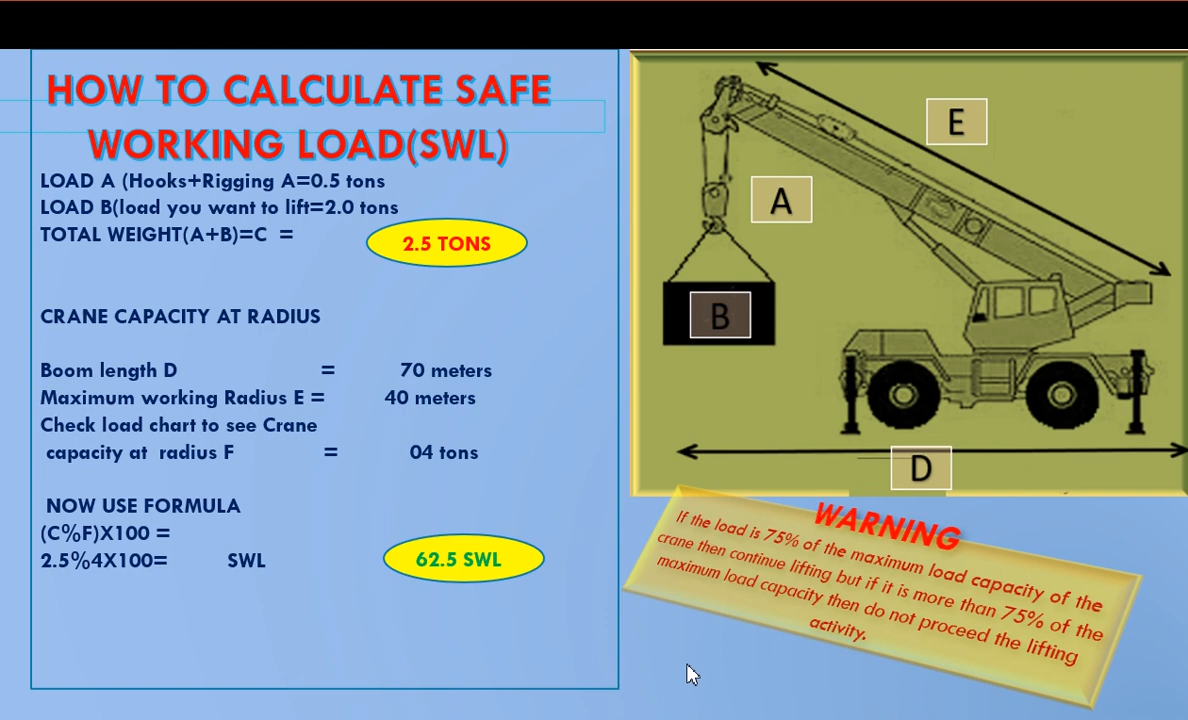 HOW TO CALCULATE SAFE
WORKING LOAD(SWL)
LOAD A (Hooks+Rigging A=0.5 tons
LOAD B(load you want to lift=2.0 tons
TOTAL WEIGHT(A+B)=C =
2.5 TONS
CRANE CAPACITY AT RADIUS
Boom length D = 70 meters
Maximum working Radius E = 40 meters
Check load chart to see Crane
capacity at radius F = 04 tons
NOW USE FORMULA
(C%F)X100 =
2.5%4X100= SWL
62.5 SWL
E
A
B
D
WARNING
If the load is 75% of the maximum load capacity of the
crane then continue lifting but if it is more than 75% of the
maximum load capacity then do not proceed the lifting
activity.